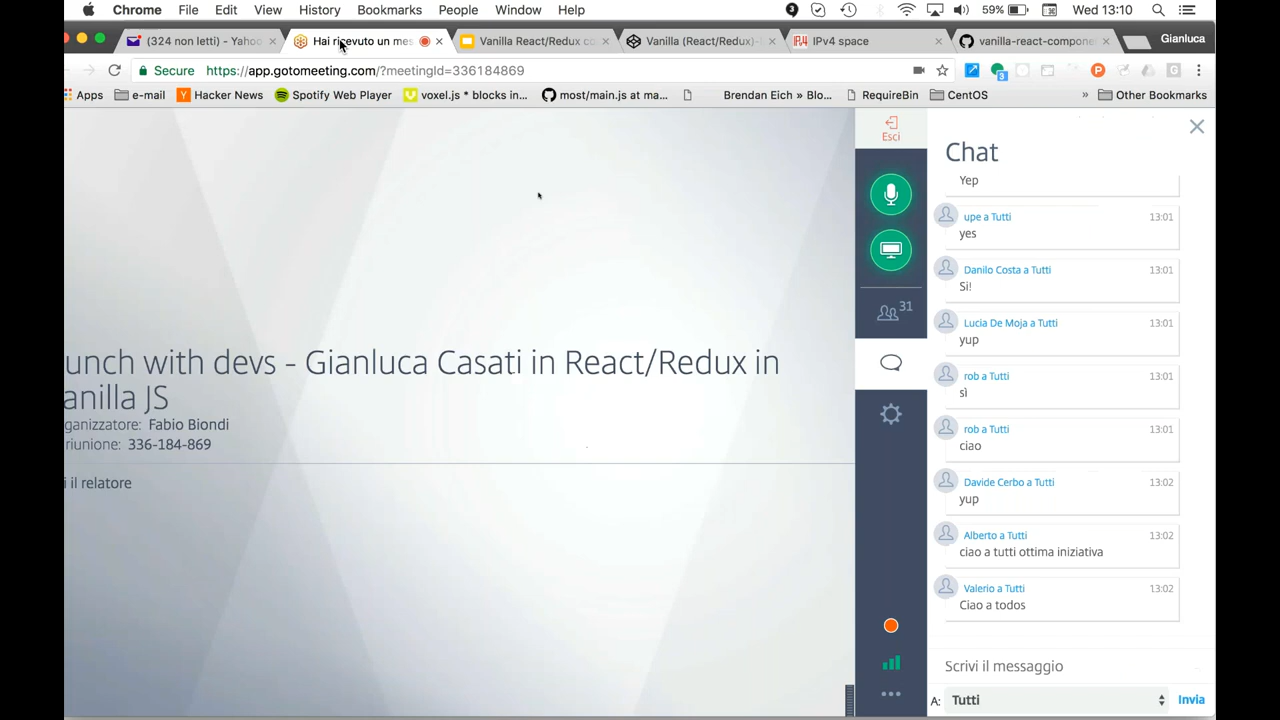 Chrome File Edit View History Bookmarks People Window Help 3 59% Wed 13:10
(324 non letti) - Yahoo
Hai ricevuto un mes
Vanilla React/Redux co
Vanilla (React/Redux)-
IPv4 space
vanilla-react-compone
Gianluca
Secure https://app.gotomeeting.com/?meetingId=336184869
Apps e-mail Hacker News Spotify Web Player voxel.js * blocks in... most/main.js at ma... Brendan Eich » Blo... RequireBin CentOS » Other Bookmarks
Esci
31
Chat
Yep
upe a Tutti 13:01
yes
Danilo Costa a Tutti 13:01
Si!
Lucia De Moja a Tutti 13:01
yup
rob a Tutti 13:01
sì
rob a Tutti 13:01
ciao
Davide Cerbo a Tutti 13:02
yup
Alberto a Tutti 13:02
ciao a tutti ottima iniziativa
Valerio a Tutti 13:02
Ciao a todos
Scrivi il messaggio
A: Tutti Invia
unch with devs - Gianluca Casati in React/Redux in
anilla JS
ganizzatore: Fabio Biondi
riunione: 336-184-869
i il relatore